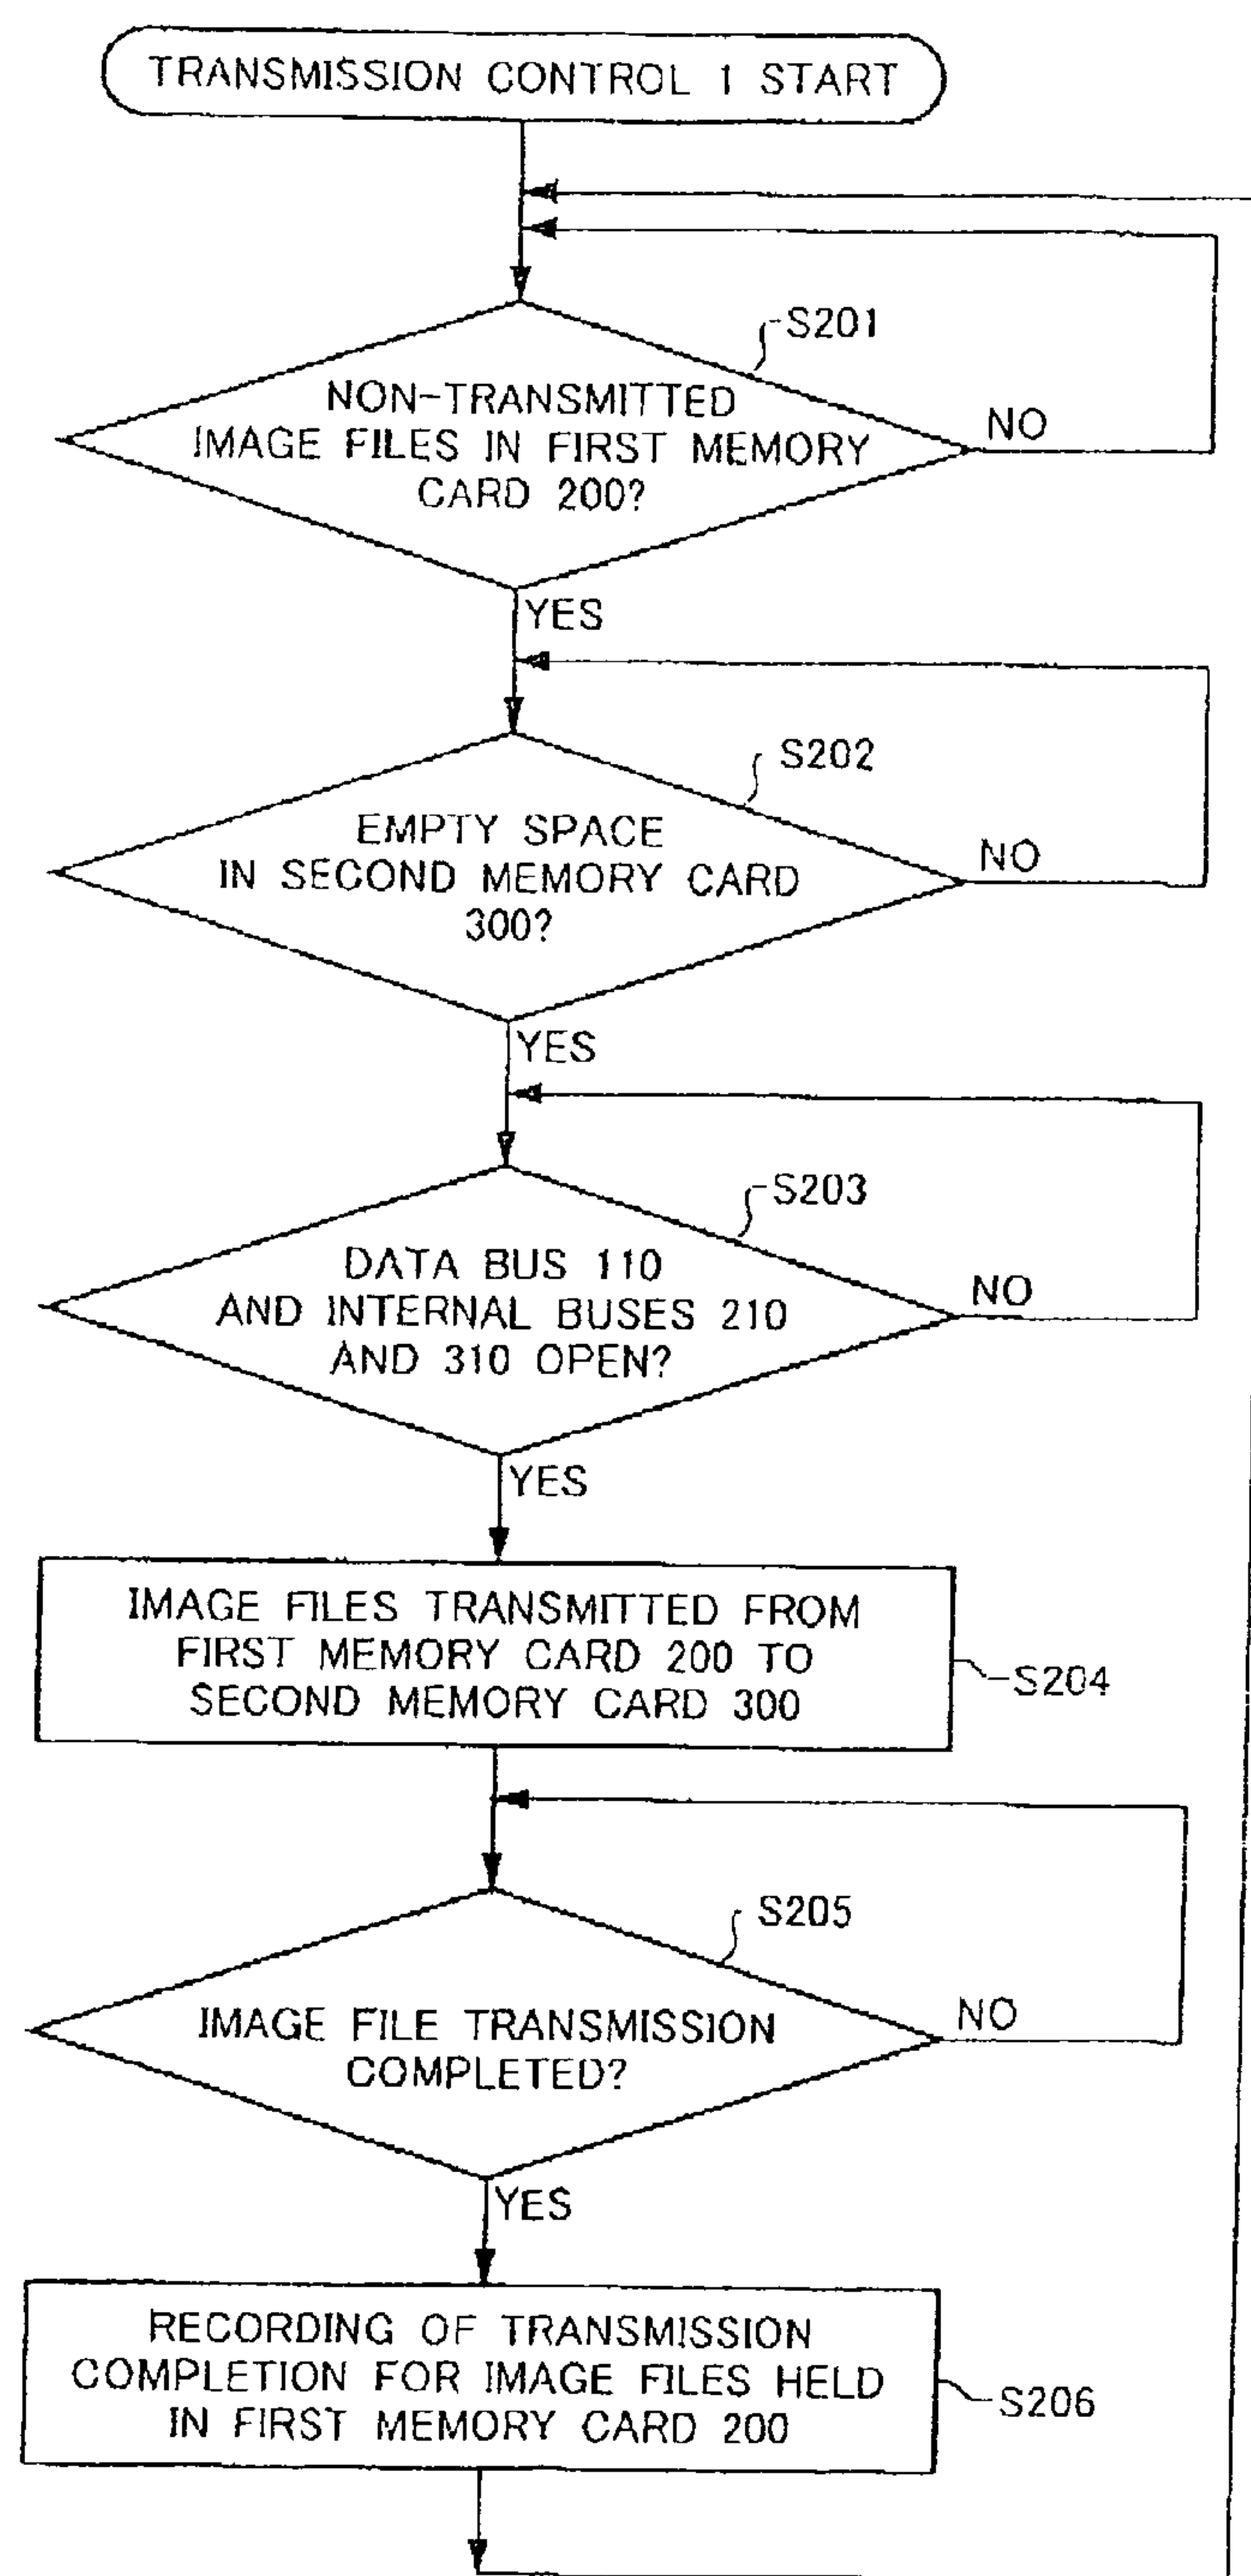 TRANSMISSION CONTROL 1 START
S201
NON-TRANSMITTED
IMAGE FILES IN FIRST MEMORY
CARD 200?
NO
YES
S202
EMPTY SPACE
IN SECOND MEMORY CARD
300?
NO
YES
S203
DATA BUS 110
AND INTERNAL BUSES 210
AND 310 OPEN?
NO
YES
IMAGE FILES TRANSMITTED FROM
FIRST MEMORY CARD 200 TO
SECOND MEMORY CARD 300
S204
S205
IMAGE FILE TRANSMISSION
COMPLETED?
NO
YES
RECORDING OF TRANSMISSION
COMPLETION FOR IMAGE FILES HELD
IN FIRST MEMORY CARD 200
S206